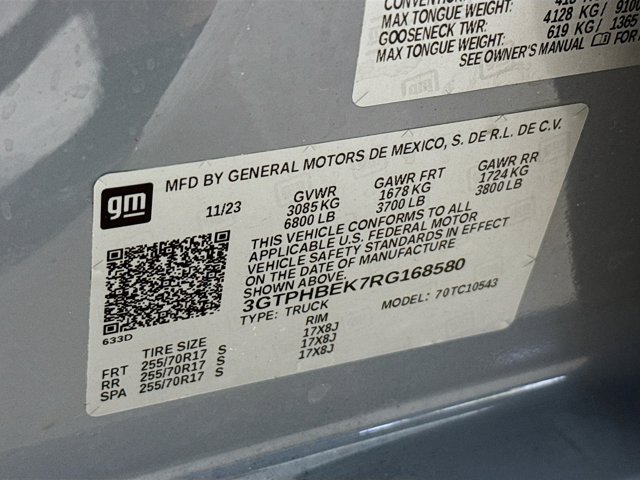 MAX TONGUE WEIGHT:
GOOSENECK TWR: 4128 KG/ 910
MAX TONGUE WEIGHT: 619 KG/ 1365
SEE OWNER'S MANUAL FOR
gm
MFD BY GENERAL MOTORS DE MEXICO, S. DE R.L. DE C.V.
11/23 GVWR GAWR FRT GAWR RR
3085 KG 1678 KG 1724 KG
6800 LB 3700 LB 3800 LB
THIS VEHICLE CONFORMS TO ALL
APPLICABLE U.S. FEDERAL MOTOR
VEHICLE SAFETY STANDARDS IN EFFECT
ON THE DATE OF MANUFACTURE
SHOWN ABOVE.
3GTPHBEK7RG168580
TYPE: TRUCK MODEL: 70TC10543
633D
TIRE SIZE RIM
FRT 255/70R17 S 17X8J
RR 255/70R17 S 17X8J
SPA 255/70R17 S 17X8J